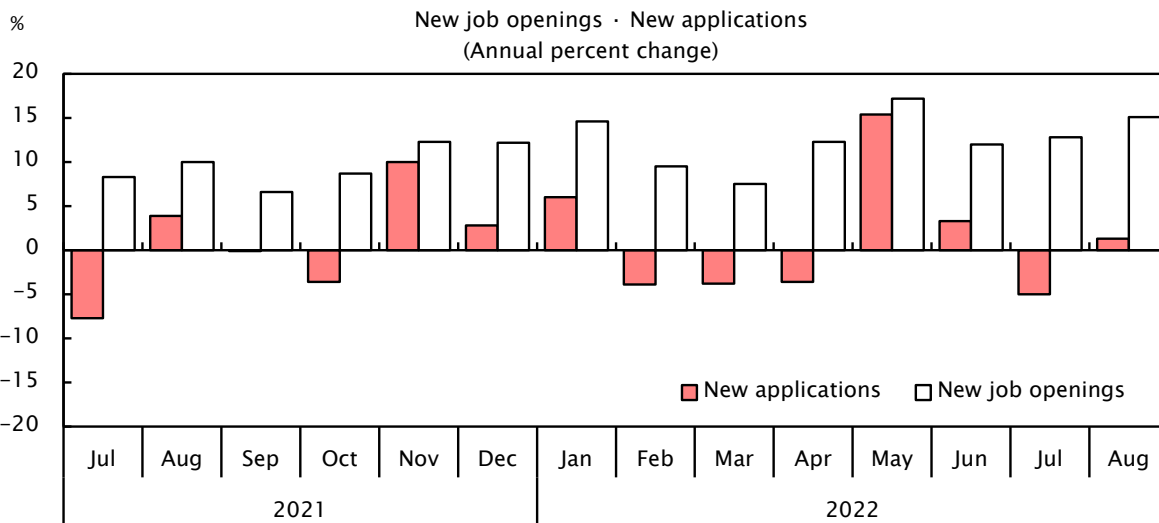 %
New job openings · New applications
(Annual percent change)
20
15
10
5
0
−5
−10
−15
−20
New applications New job openings
Jul Aug Sep Oct Nov Dec Jan Feb Mar Apr May Jun Jul Aug
2021 2022